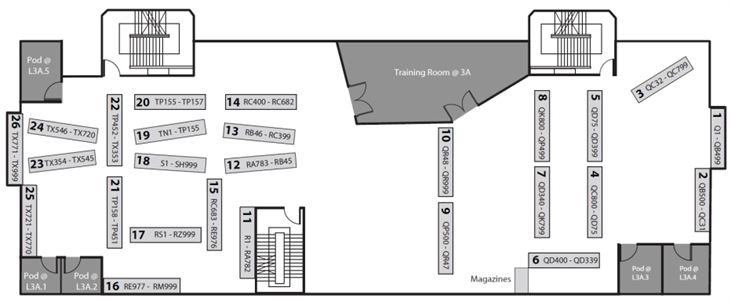 Pod @
L3A.5
Training Room @ 3A
26 TX771 - TX999
24 TX546 - TX720
23 TX354 - TX545
25 TX721 - TX770
22 TP452 - TX353
21 TP158 - TP451
20 TP155 - TP157
19 TN1 - TP155
18 S1 - SH999
17 RS1 - RZ999
16 RE977 - RM999
15 RC683 - RE976
14 RC400 - RC682
13 RB46 - RC399
12 RA783 - RB45
11 R1 - RA782
10 QR48 - QR999
9 QP500 - QR47
8 QK800 - QP499
7 QD340 - QK799
6 QD400 - QD339
5 QD75 - QD399
4 QC800 - QD75
3 QC32 - QC799
1 Q1 - QB499
2 QB500 - QC31
Magazines
Pod @
L3A.1
Pod @
L3A.2
Pod @
L3A.3
Pod @
L3A.4